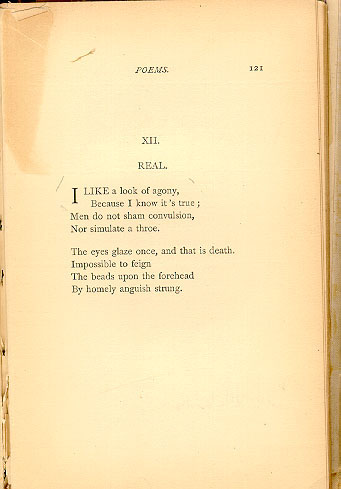 POEMS. 121
XII.
REAL.
I LIKE a look of agony,
Because I know it 's true;
Men do not sham convulsion,
Nor simulate a throe.
The eyes glaze once, and that is death.
Impossible to feign
The beads upon the forehead
By homely anguish strung.